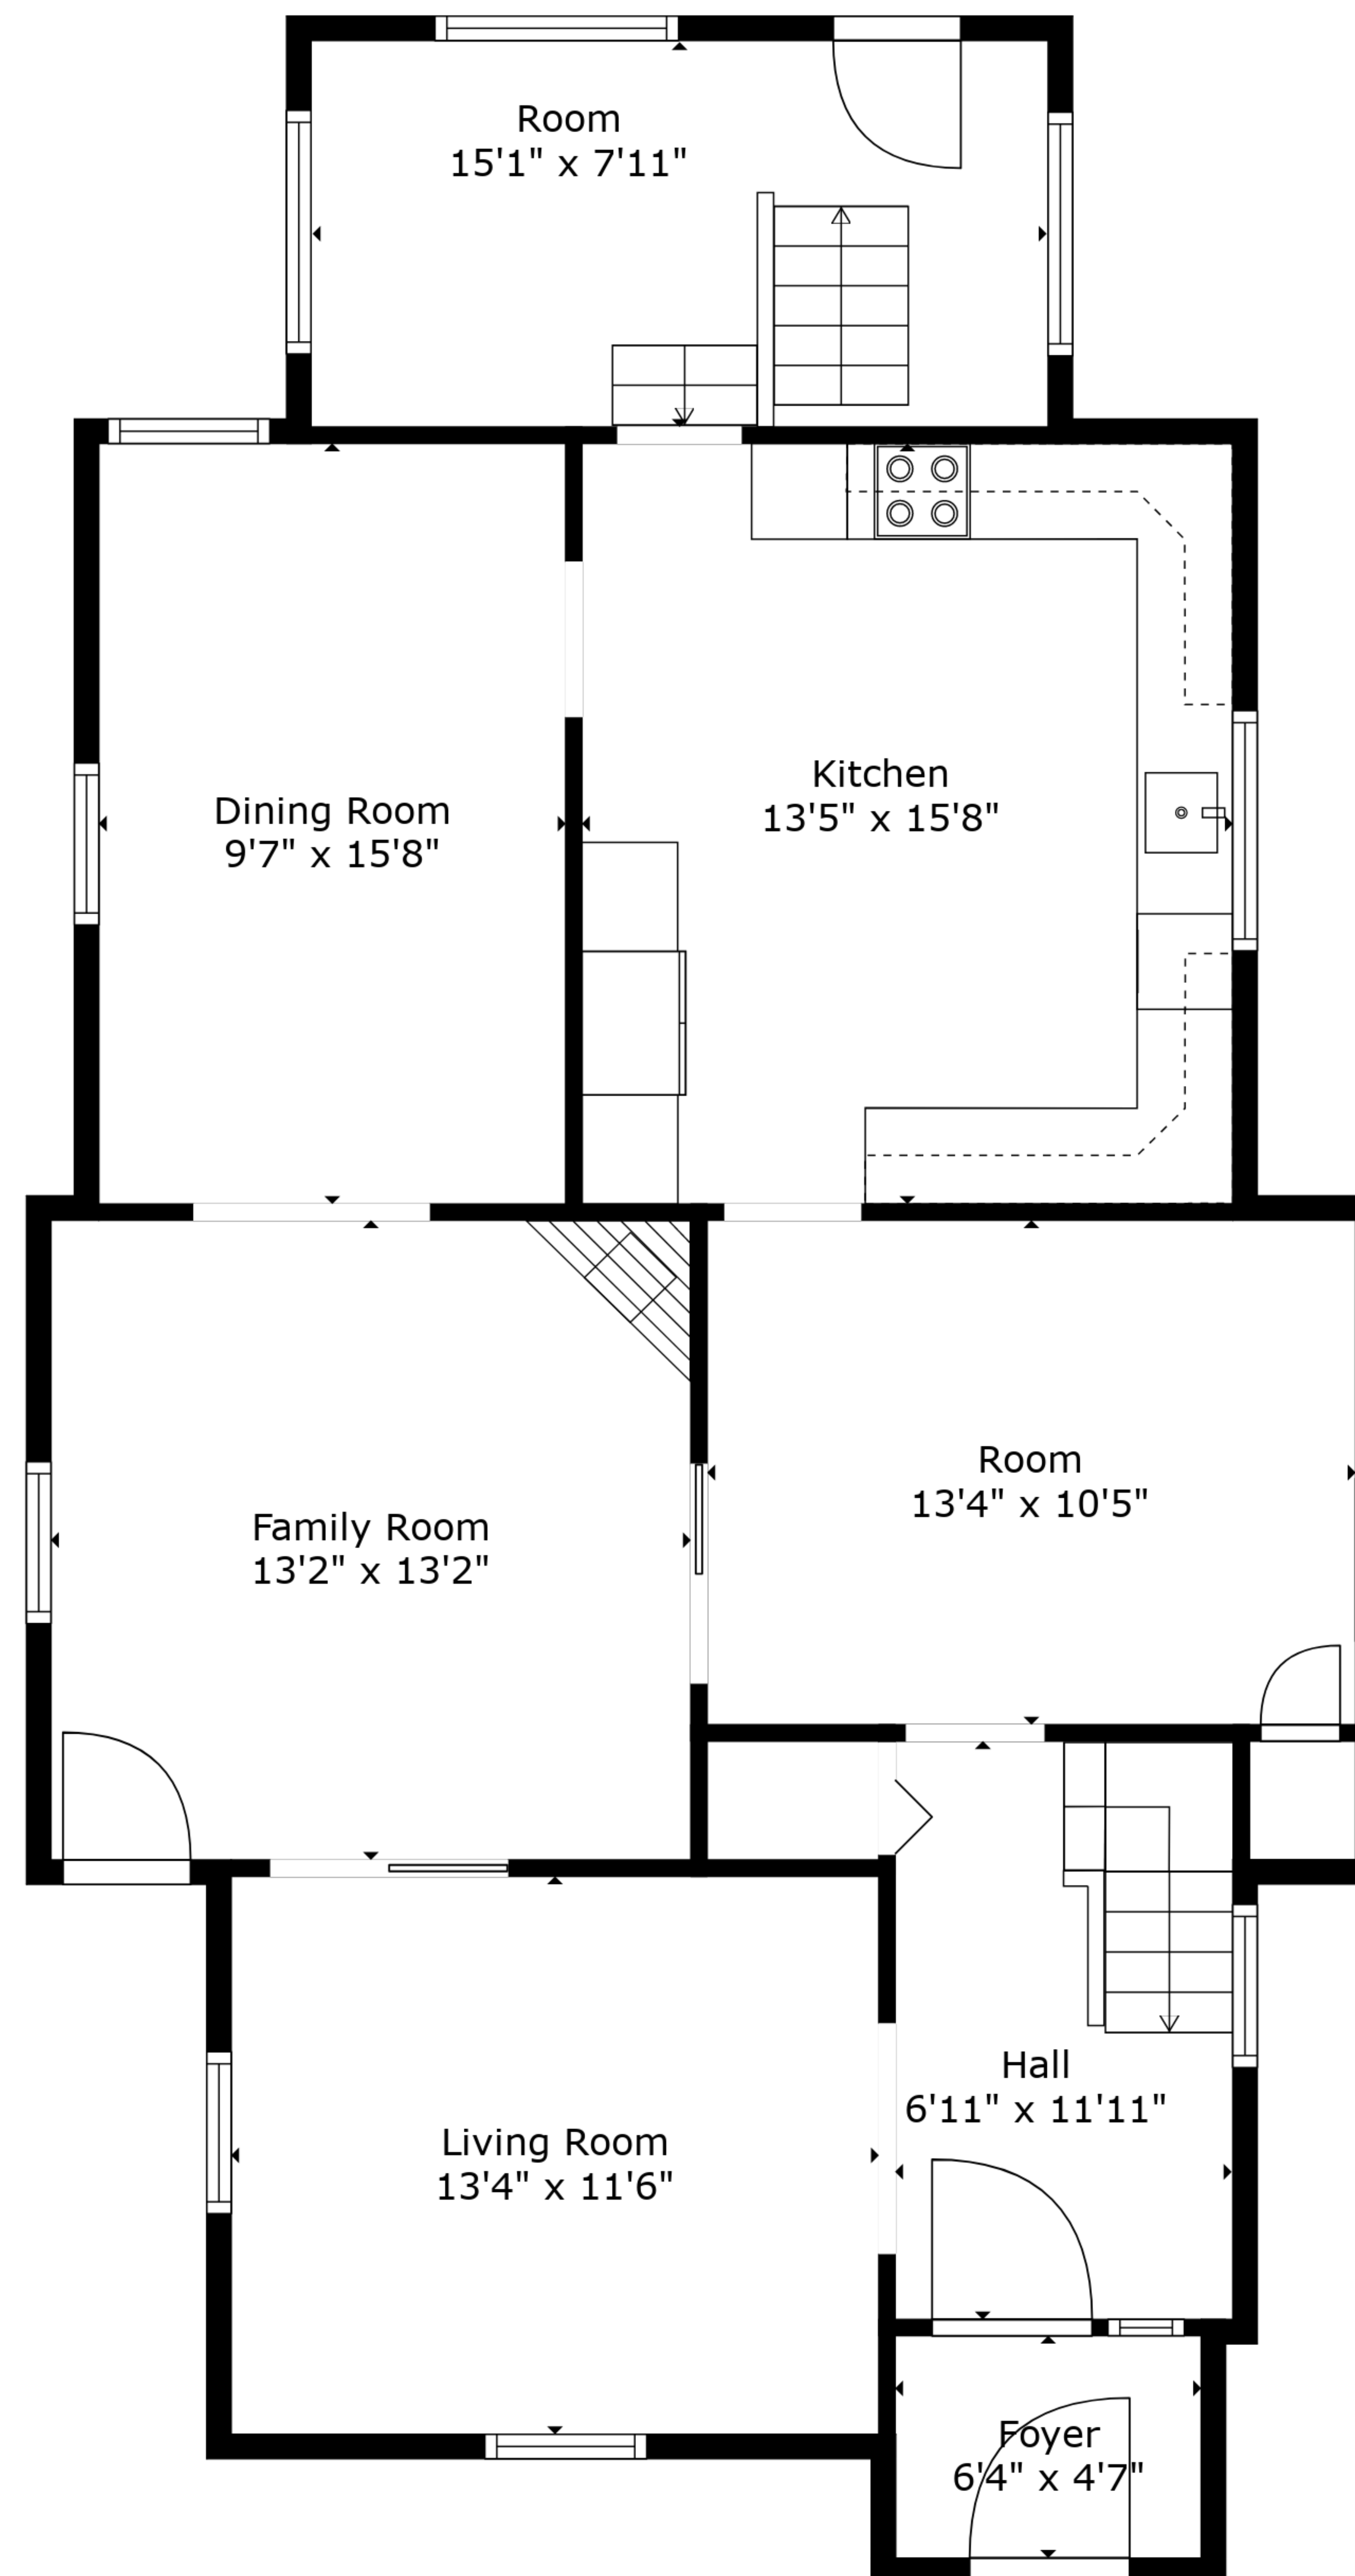 Room
15'1" x 7'11"
Kitchen
13'5" x 15'8"
Dining Room
9'7" x 15'8"
Room
13'4" x 10'5"
Family Room
13'2" x 13'2"
Hall
6'11" x 11'11"
Living Room
13'4" x 11'6"
Foyer
6'4" x 4'7"